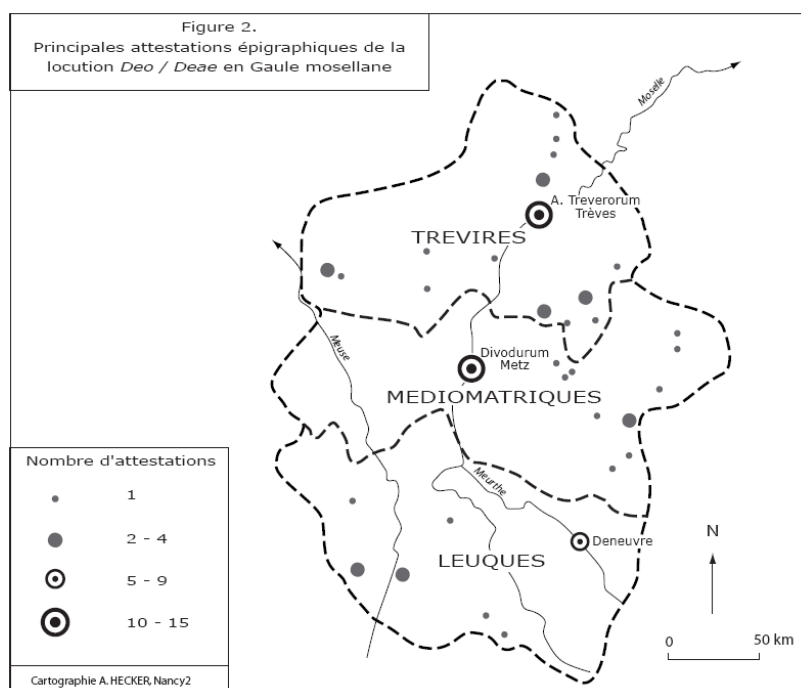 Figure 2.
Principales attestations épigraphiques de la
locution Deo / Deae en Gaule mosellane
Moselle
A. Treverorum
Trèves
TREVIRES
Meuse
Divodurum
Metz
MEDIOMATRIQUES
Meurthe
Deneuvre
LEUQUES
Nombre d'attestations
1
2 - 4
5 - 9
10 - 15
N
0 50 km
Cartographie A. HECKER, Nancy2